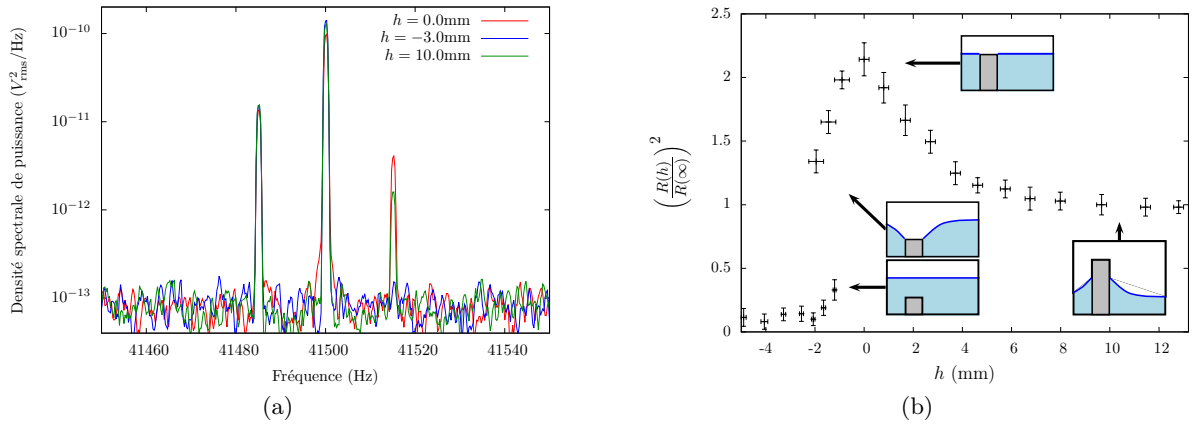 Densité spectrale de puissance (V²rms/Hz)
10⁻¹⁰
10⁻¹¹
10⁻¹²
10⁻¹³
h = 0.0mm
h = −3.0mm
h = 10.0mm
41460 41480 41500 41520 41540
Fréquence (Hz)
(a)
(R(h)/R(∞))²
2.5
2
1.5
1
0.5
0
-4 -2 0 2 4 6 8 10 12
h (mm)
(b)